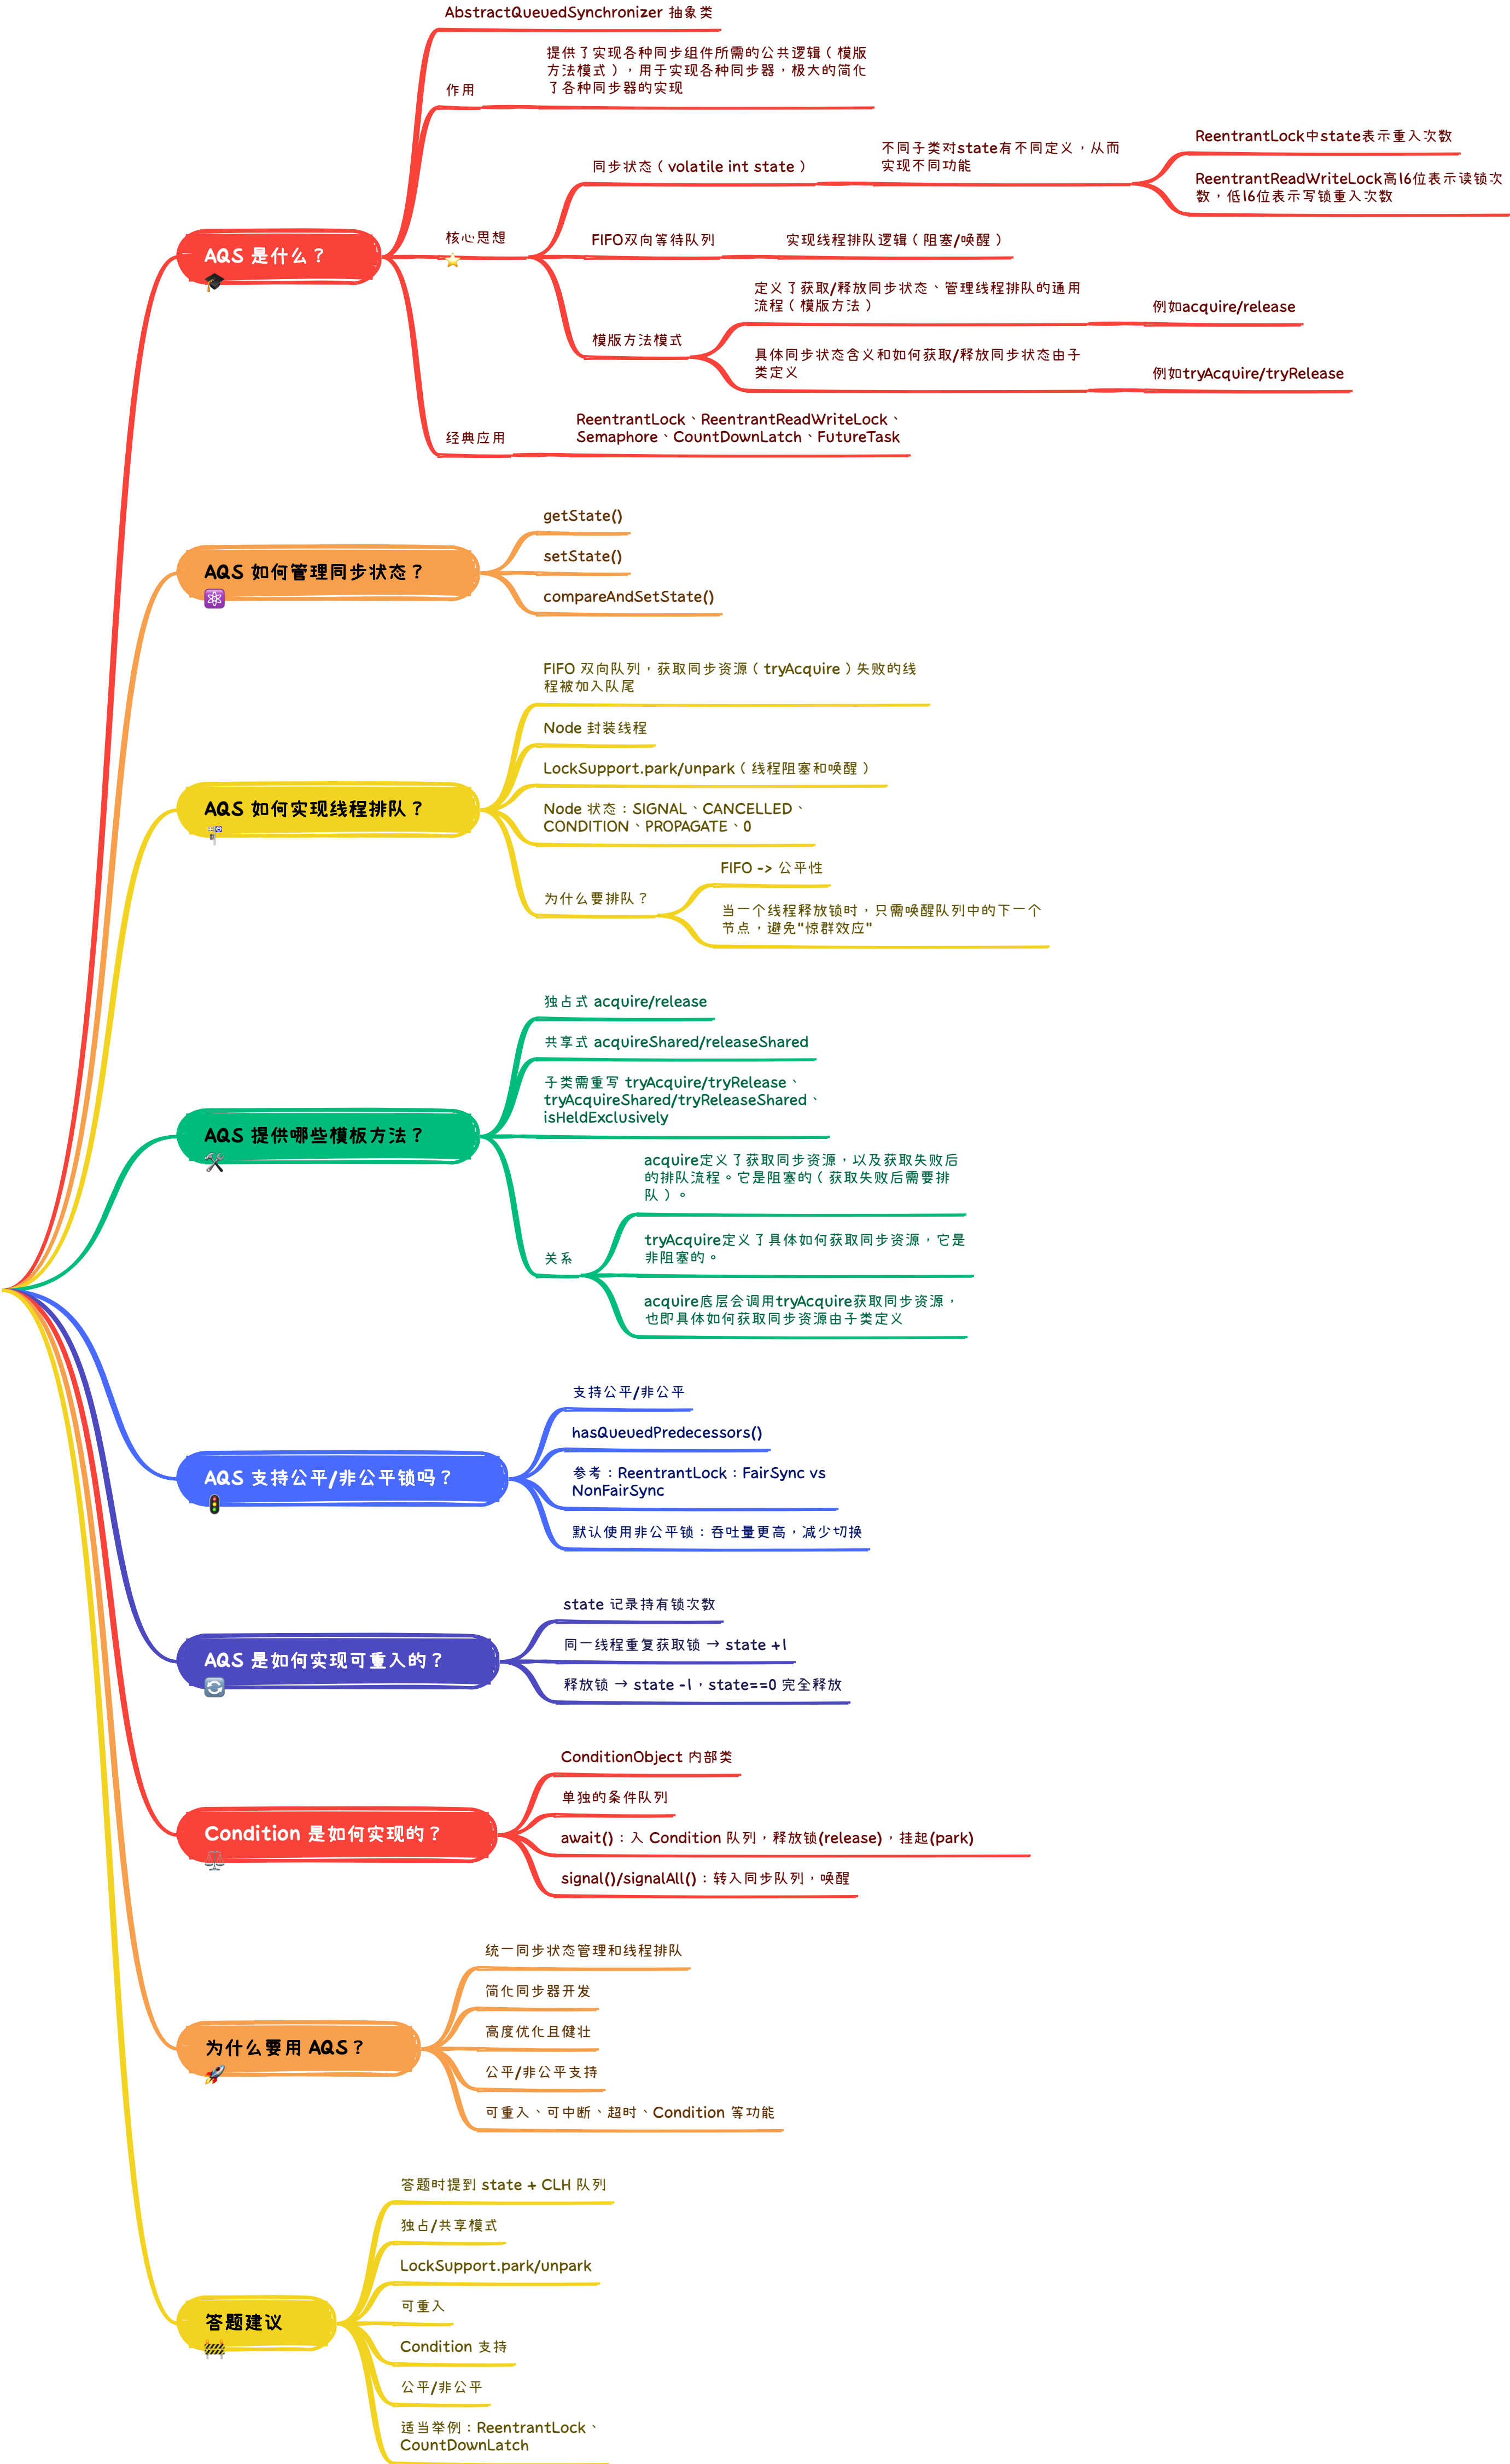 AbstractQueuedSynchronizer 抽象类
提供了实现各种同步组件所需的公共逻辑（模版
方法模式），用于实现各种同步器，极大的简化
了各种同步器的实现
作用
ReentrantLock中state表示重入次数
不同子类对state有不同定义，从而
实现不同功能
同步状态（volatile int state）
ReentrantReadWriteLock高16位表示读锁次
数，低16位表示写锁重入次数
核心思想
FIFO双向等待队列
实现线程排队逻辑（阻塞/唤醒）
AQS 是什么？
定义了获取/释放同步状态、管理线程排队的通用
流程（模版方法）
例如acquire/release
模版方法模式
具体同步状态含义和如何获取/释放同步状态由子
类定义
例如tryAcquire/tryRelease
经典应用
ReentrantLock、ReentrantReadWriteLock、
Semaphore、CountDownLatch、FutureTask
getState()
setState()
AQS 如何管理同步状态？
compareAndSetState()
FIFO 双向队列，获取同步资源（tryAcquire）失败的线
程被加入队尾
Node 封装线程
LockSupport.park/unpark（线程阻塞和唤醒）
AQS 如何实现线程排队？
Node 状态：SIGNAL、CANCELLED、
CONDITION、PROPAGATE、0
FIFO -> 公平性
为什么要排队？
当一个线程释放锁时，只需唤醒队列中的下一个
节点，避免"惊群效应"
独占式 acquire/release
共享式 acquireShared/releaseShared
子类需重写 tryAcquire/tryRelease、
tryAcquireShared/tryReleaseShared、
isHeldExclusively
AQS 提供哪些模板方法？
acquire定义了获取同步资源，以及获取失败后
的排队流程。它是阻塞的（获取失败后需要排
队）。
tryAcquire定义了具体如何获取同步资源，它是
非阻塞的。
关系
acquire底层会调用tryAcquire获取同步资源，
也即具体如何获取同步资源由子类定义
支持公平/非公平
hasQueuedPredecessors()
AQS 支持公平/非公平锁吗？
参考：ReentrantLock：FairSync vs
NonFairSync
默认使用非公平锁：吞吐量更高，减少切换
state 记录持有锁次数
同一线程重复获取锁 → state +1
AQS 是如何实现可重入的？
释放锁 → state -1，state==0 完全释放
ConditionObject 内部类
单独的条件队列
Condition 是如何实现的？
await()：入 Condition 队列，释放锁(release)，挂起(park)
signal()/signalAll()：转入同步队列，唤醒
统一同步状态管理和线程排队
简化同步器开发
高度优化且健壮
为什么要用 AQS？
公平/非公平支持
可重入、可中断、超时、Condition 等功能
答题时提到 state + CLH 队列
独占/共享模式
LockSupport.park/unpark
可重入
答题建议
Condition 支持
公平/非公平
适当举例：ReentrantLock、
CountDownLatch